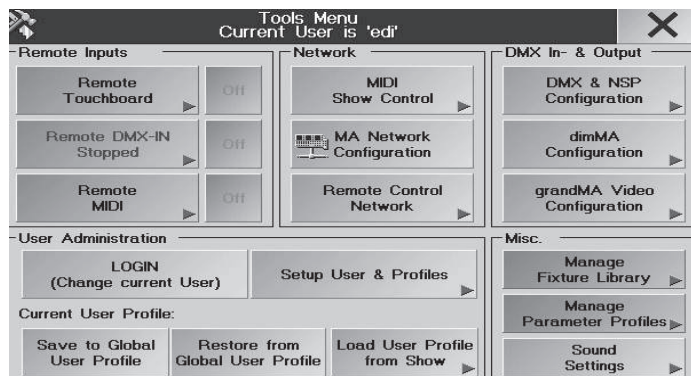 Tools Menu
Current User is 'edi'
Remote Inputs
Remote
Touchboard
Off
Remote DMX-IN
Stopped
Off
Remote
MIDI
Off
Network
MIDI
Show Control
MA Network
Configuration
Remote Control
Network
DMX In- & Output
DMX & NSP
Configuration
dimMA
Configuration
grandMA Video
Configuration
User Administration
LOGIN
(Change current User)
Setup User & Profiles
Current User Profile:
Save to Global
User Profile
Restore from
Global User Profile
Load User Profile
from Show
Misc.
Manage
Fixture Library
Manage
Parameter Profiles
Sound
Settings